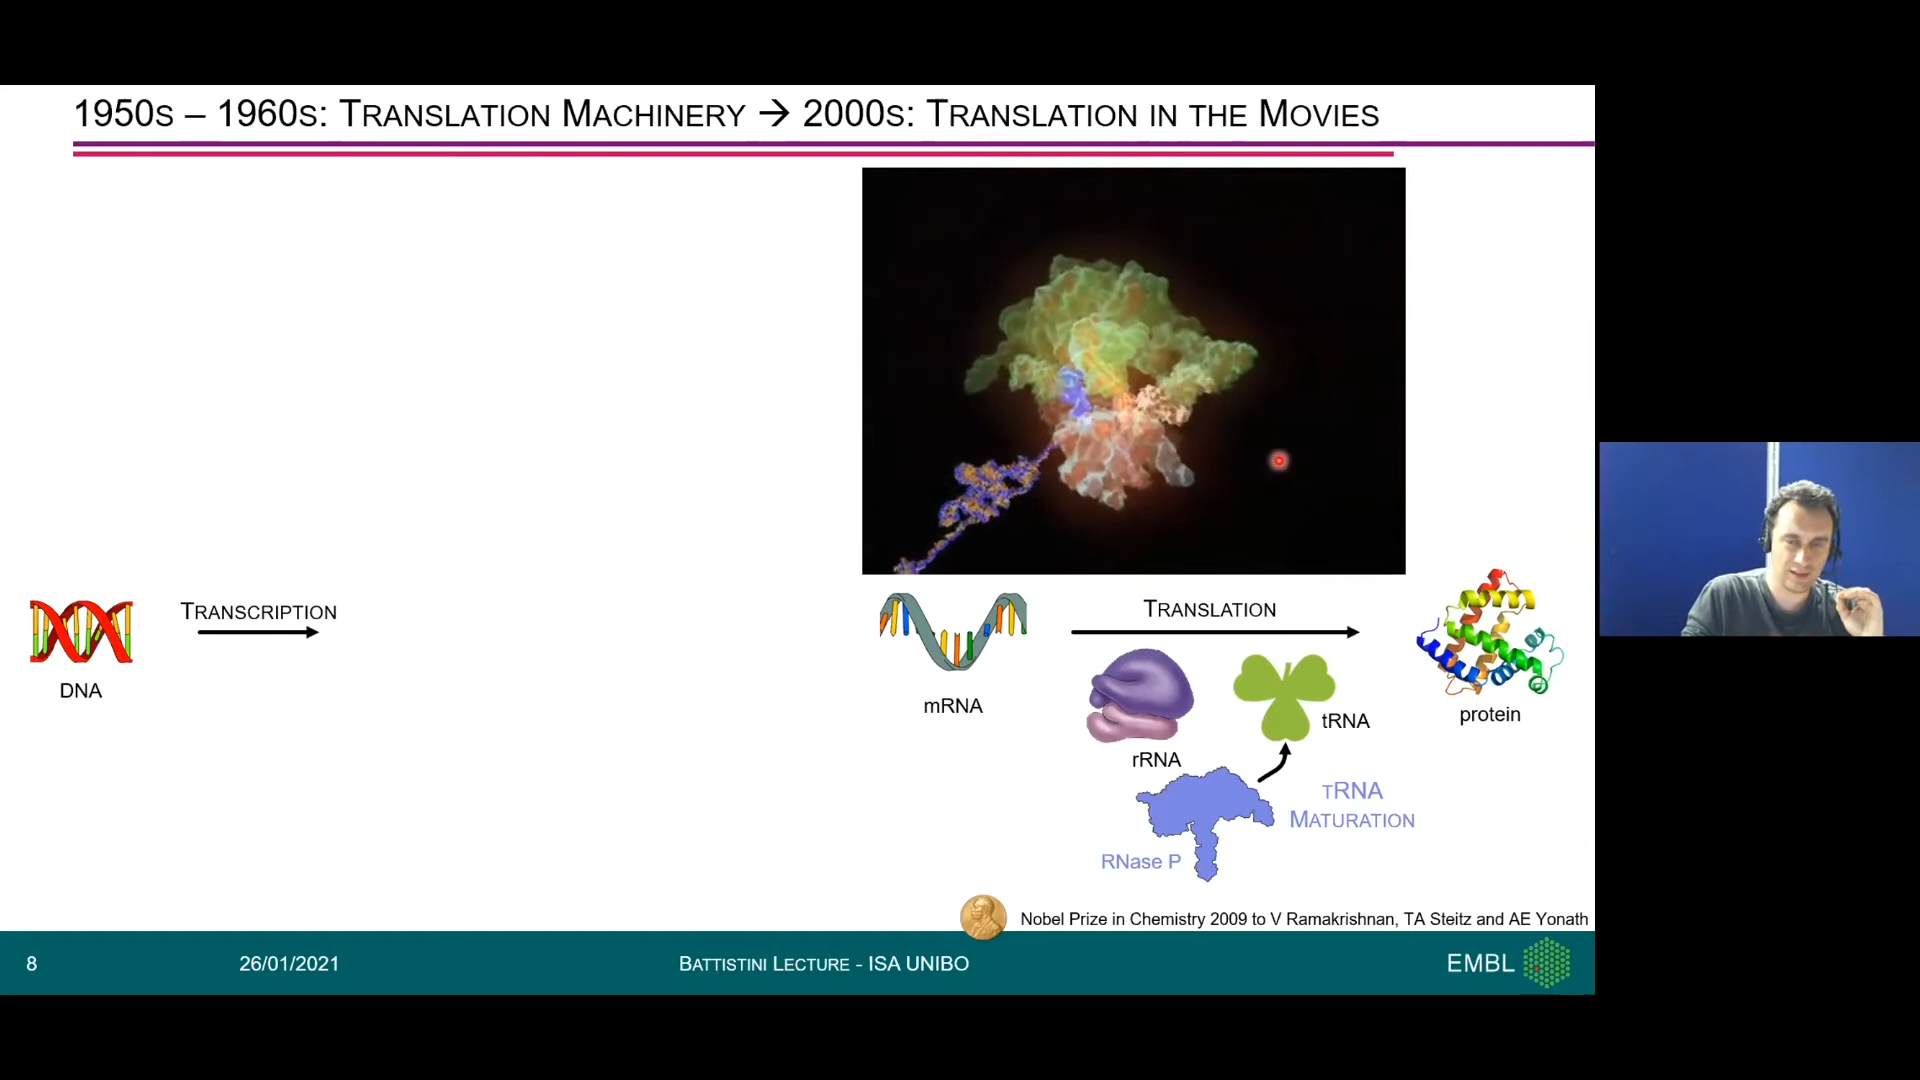 1950s – 1960s: Translation Machinery → 2000s: Translation in the Movies
Transcription
DNA
mRNA
Translation
rRNA
tRNA
protein
tRNA
Maturation
RNase P
Nobel Prize in Chemistry 2009 to V Ramakrishnan, TA Steitz and AE Yonath
8
26/01/2021
Battistini Lecture - ISA UNIBO
EMBL